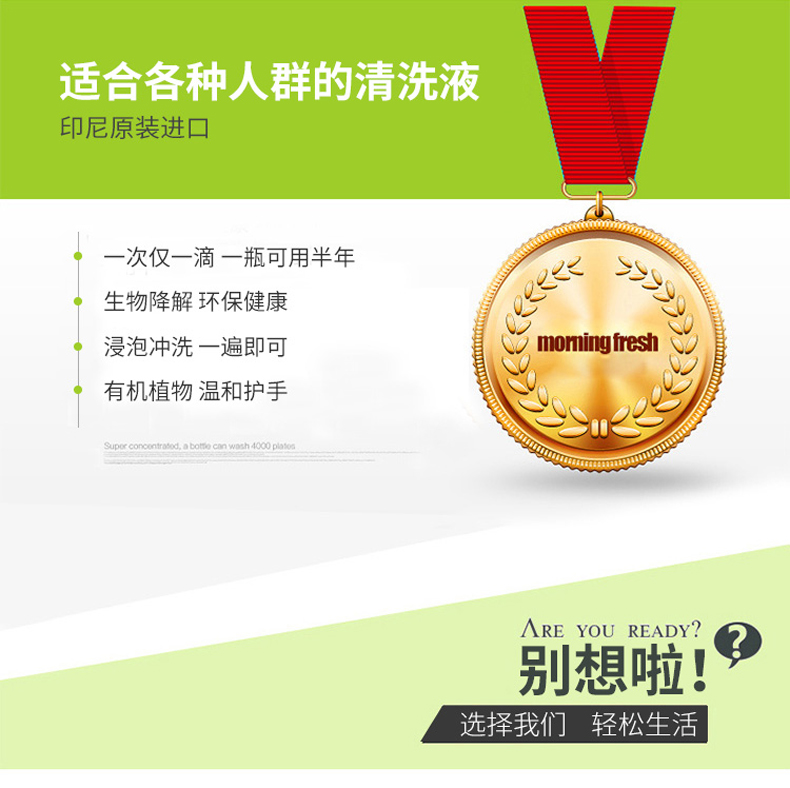 适合各种人群的清洗液
印尼原装进口
一次仅一滴 一瓶可用半年
生物降解 环保健康
浸泡冲洗 一遍即可
有机植物 温和护手
Super concentrated, a bottle can wash 4000 plates
morning fresh
ARE YOU READY?
?
别想啦!
选择我们 轻松生活